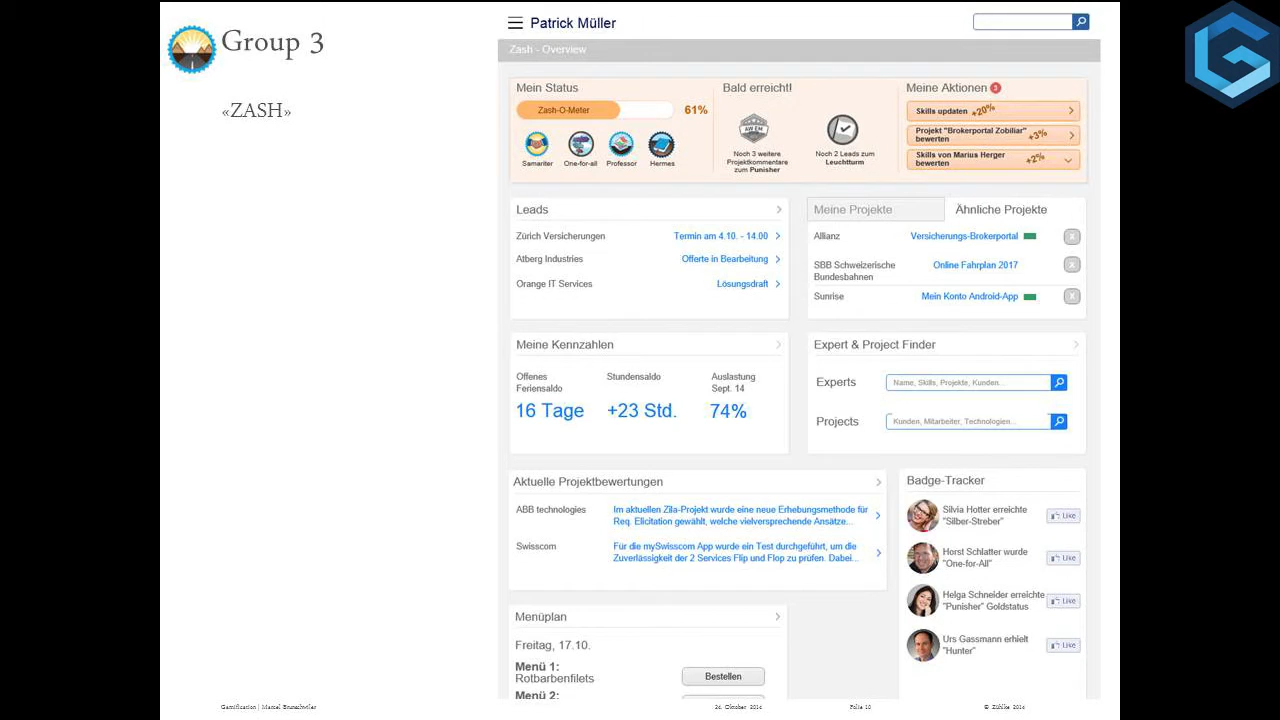 Group 3
«ZASH»
Patrick Müller
Zash - Overview
Mein Status
Zash-O-Meter
61%
Samariter
One-for-all
Professor
Hermes
Bald erreicht!
AW EM
Noch 3 weitere
Projektkommentare
zum Punisher
Noch 2 Leads zum
Leuchtturm
Meine Aktionen 3
Skills updaten +20%
Projekt "Brokerportal Zobiliar"
bewerten +3%
Skills von Marius Herger
bewerten +2%
Leads
Zürich Versicherungen Termin am 4.10. - 14.00
Atberg Industries Offerte in Bearbeitung
Orange IT Services Lösungsdraft
Meine Projekte Ähnliche Projekte
Allianz Versicherungs-Brokerportal X
SBB Schweizerische
Bundesbahnen Online Fahrplan 2017 X
Sunrise Mein Konto Android-App X
Meine Kennzahlen
Offenes
Feriensaldo
16 Tage
Stundensaldo
+23 Std.
Auslastung
Sept. 14
74%
Expert & Project Finder
Experts Name, Skills, Projekte, Kunden...
Projects Kunden, Mitarbeiter, Technologien...
Aktuelle Projektbewertungen
ABB technologies
Im aktuellen Zila-Projekt wurde eine neue Erhebungsmethode für
Req. Elicitation gewählt, welche vielversprechende Ansätze...
Swisscom
Für die mySwisscom App wurde ein Test durchgeführt, um die
Zuverlässigkeit der 2 Services Flip und Flop zu prüfen. Dabei...
Badge-Tracker
Silvia Hotter erreichte
"Silber-Streber" Like
Horst Schlatter wurde
"One-for-All" Like
Helga Schneider erreichte
"Punisher" Goldstatus Like
Urs Gassmann erhielt
"Hunter" Like
Menüplan
Freitag, 17.10.
Menü 1:
Rotbarbenfilets Bestellen
Menü 2:
Gamification | Marcel Brunschwiler 24. Oktober 2014 Folie 10 © Zühlke 2014